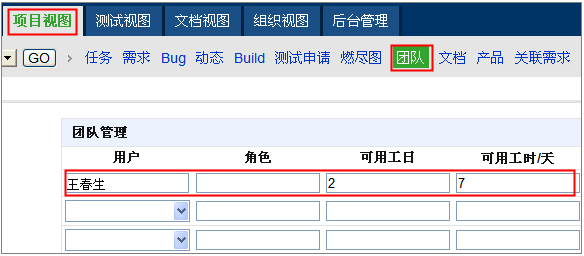 项目视图 测试视图 文档视图 组织视图 后台管理
GO › 任务 需求 Bug 动态 Build 测试申请 燃尽图 团队 文档 产品 关联需求
团队管理
用户 角色 可用工日 可用工时/天
王春生 2 7